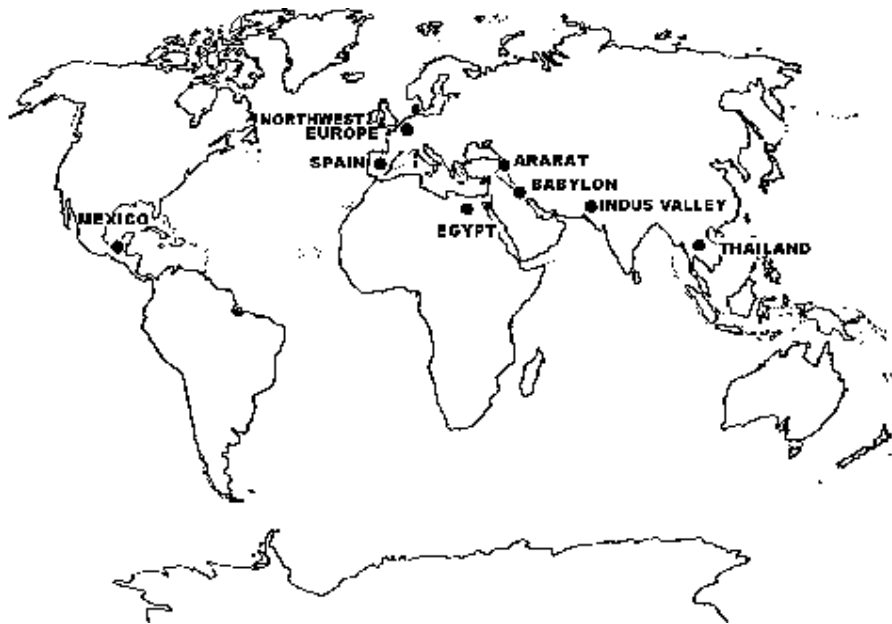 NORTHWEST
EUROPE
SPAIN
ARARAT
BABYLON
INDUS VALLEY
MEXICO
EGYPT
THAILAND